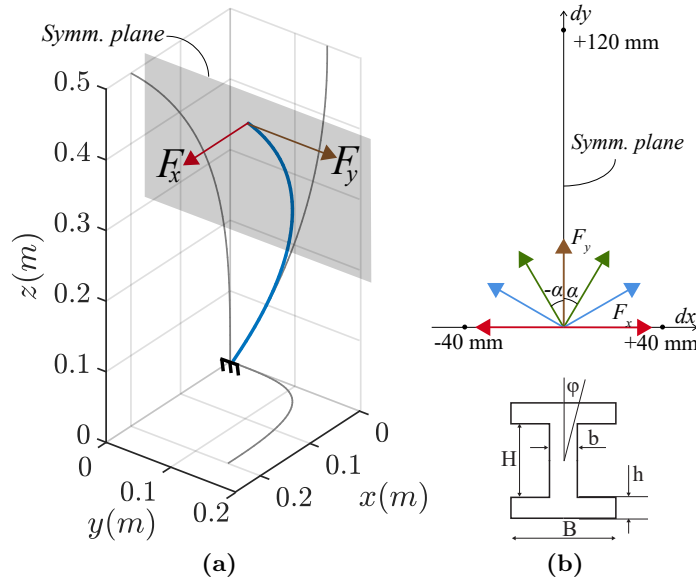 Symm. plane
0.5
0.4
0.3
0.2
0.1
0
z(m)
F_x
F_y
0
0.1
0.2
y(m)
0.2
0.1
0
x(m)
(a)
dy
+120 mm
Symm. plane
F_y
-α α
F_x
dx
-40 mm
+40 mm
φ
H
b
h
B
(b)